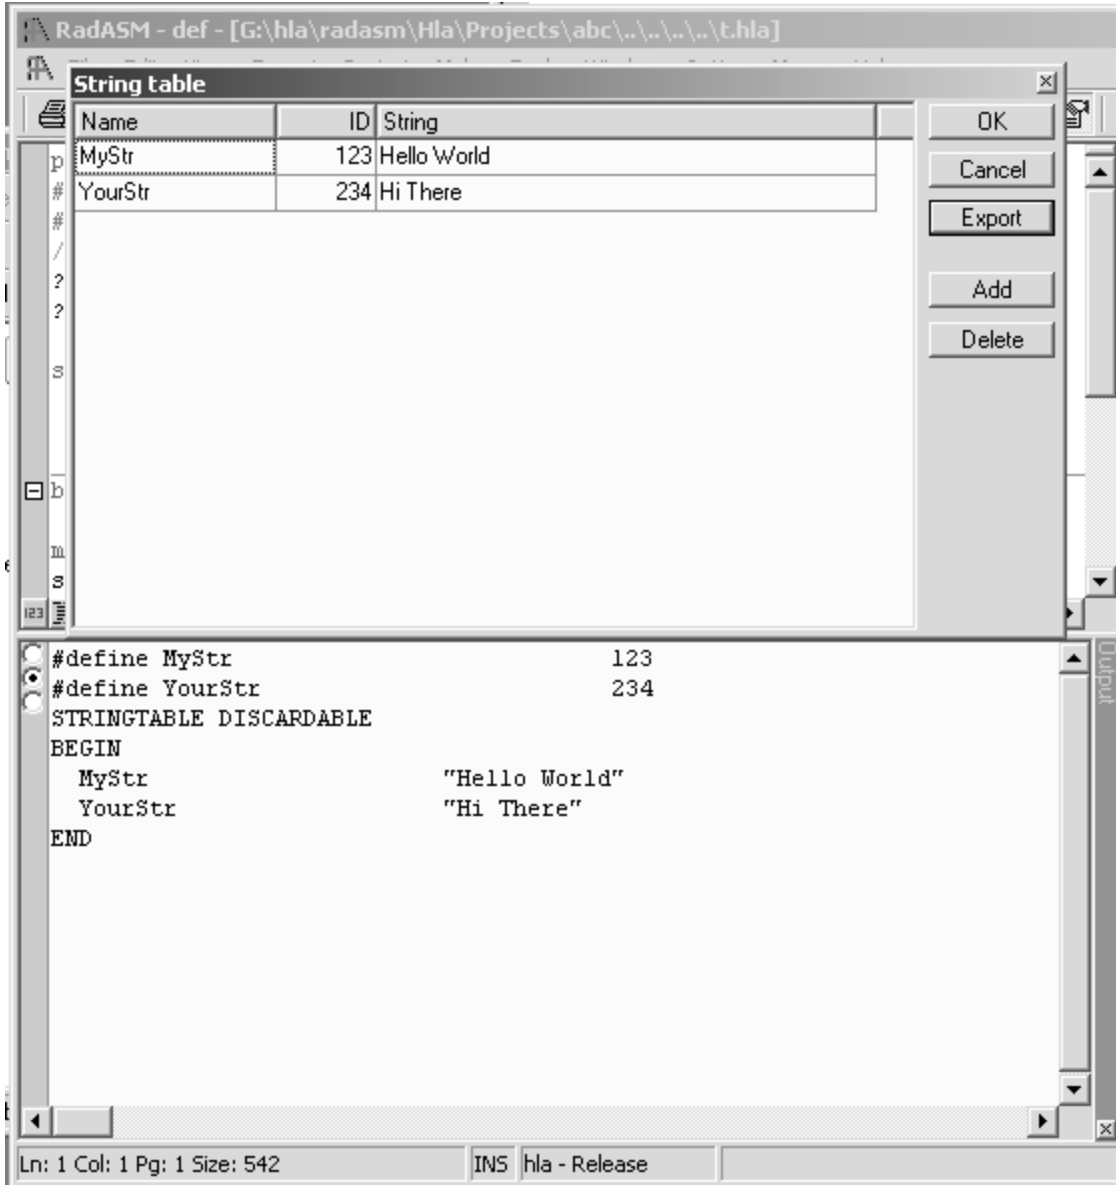 RadASM - def - [G:\hla\radasm\Hla\Projects\abc\..\..\..\..\t.hla]
String table
Name ID String
MyStr 123 Hello World
YourStr 234 Hi There
OK
Cancel
Export
Add
Delete
p
#
#
/
?
?
s
b
m
s
123
#define MyStr 123
#define YourStr 234
STRINGTABLE DISCARDABLE
BEGIN
MyStr "Hello World"
YourStr "Hi There"
END
Output
Ln: 1 Col: 1 Pg: 1 Size: 542 INS hla - Release